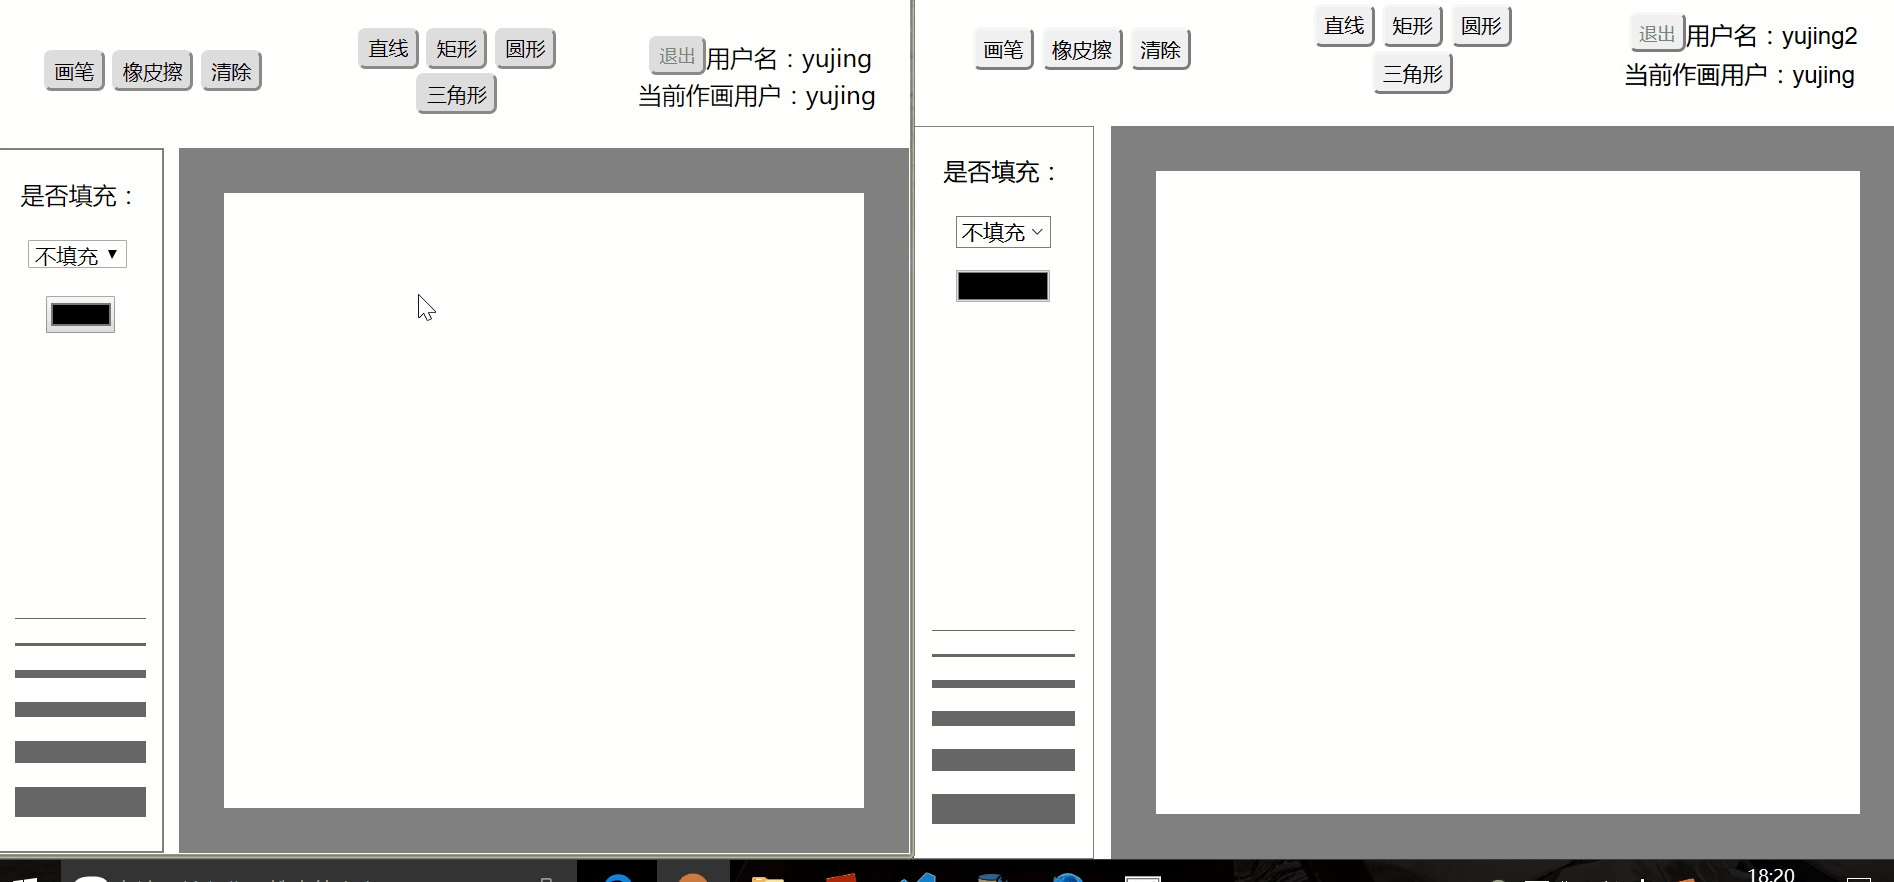 画笔 橡皮擦 清除
直线 矩形 圆形
三角形
退出 用户名：yujing
当前作画用户：yujing
是否填充：
不填充
画笔 橡皮擦 清除
直线 矩形 圆形
三角形
退出 用户名：yujing2
当前作画用户：yujing
是否填充：
不填充
18:20